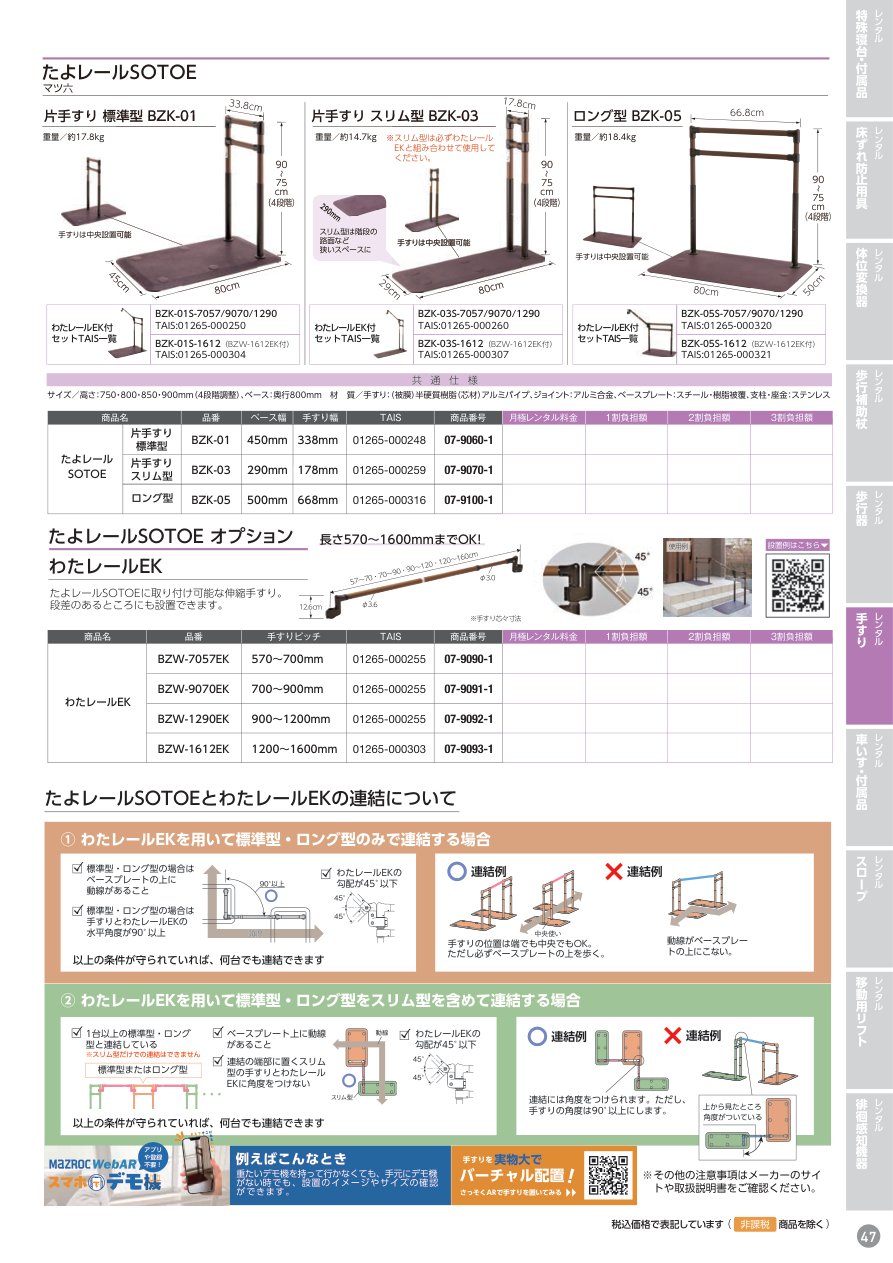 たよレールSOTOE
マツ六
片手すり 標準型 BZK-01
重量／約17.8kg
33.8cm
90
〜
75
cm
(4段階)
手すりは中央設置可能
45cm
80cm
わたレールEK付
セットTAIS一覧
BZK-01S-7057/9070/1290
TAIS:01265-000250
BZK-01S-1612（BZW-1612EK付）
TAIS:01265-000304
片手すり スリム型 BZK-03
重量／約14.7kg
※スリム型は必ずわたレール
EKと組み合わせて使用して
ください。
17.8cm
90
〜
75
cm
(4段階)
290mm
スリム型は階段の
踏面など
狭いスペースに
手すりは中央設置可能
29cm
80cm
わたレールEK付
セットTAIS一覧
BZK-03S-7057/9070/1290
TAIS:01265-000260
BZK-03S-1612（BZW-1612EK付）
TAIS:01265-000307
ロング型 BZK-05
重量／約18.4kg
66.8cm
90
〜
75
cm
(4段階)
手すりは中央設置可能
80cm
50cm
わたレールEK付
セットTAIS一覧
BZK-05S-7057/9070/1290
TAIS:01265-000320
BZK-05S-1612（BZW-1612EK付）
TAIS:01265-000321
共通仕様
サイズ／高さ：750・800・850・900mm（4段階調整）、ベース：奥行800mm 材 質／手すり：（被膜）半硬質樹脂（芯材）アルミパイプ、ジョイント：アルミ合金、ベースプレート：スチール・樹脂被覆、支柱・座金：ステンレス
商品名 品番 ベース幅 手すり幅 TAIS 商品番号 月極レンタル料金 1割負担額 2割負担額 3割負担額
たよレール
SOTOE
片手すり
標準型 BZK-01 450mm 338mm 01265-000248 07-9060-1
片手すり
スリム型 BZK-03 290mm 178mm 01265-000259 07-9070-1
ロング型 BZK-05 500mm 668mm 01265-000316 07-9100-1
たよレールSOTOE オプション
わたレールEK
長さ570〜1600mmまでOK！
たよレールSOTOEに取り付け可能な伸縮手すり。
段差のあるところにも設置できます。
57〜70・70〜90・90〜120・120〜160cm
12.6cm
φ3.6
φ3.0
※手すり芯々寸法
45°
45°
使用例
設置例はこちら▼
商品名 品番 手すりピッチ TAIS 商品番号 月極レンタル料金 1割負担額 2割負担額 3割負担額
わたレールEK
BZW-7057EK 570〜700mm 01265-000255 07-9090-1
BZW-9070EK 700〜900mm 01265-000255 07-9091-1
BZW-1290EK 900〜1200mm 01265-000255 07-9092-1
BZW-1612EK 1200〜1600mm 01265-000303 07-9093-1
たよレールSOTOEとわたレールEKの連結について
① わたレールEKを用いて標準型・ロング型のみで連結する場合
標準型・ロング型の場合は
ベースプレートの上に
動線があること
標準型・ロング型の場合は
手すりとわたレールEKの
水平角度が90°以上
90°以上
動線
わたレールEKの
勾配が45°以下
45°
45°
以上の条件が守られていれば、何台でも連結できます
連結例
中央使い
手すりの位置は端でも中央でもOK。
ただし必ずベースプレートの上を歩く。
連結例
動線がベースプレー
トの上にこない。
② わたレールEKを用いて標準型・ロング型をスリム型を含めて連結する場合
1台以上の標準型・ロング
型と連結している
※スリム型だけでの連結はできません
標準型またはロング型
ベースプレート上に動線
があること
連結の端部に置くスリム
型の手すりとわたレール
EKに角度をつけない
動線
スリム型
わたレールEKの
勾配が45°以下
45°
45°
以上の条件が守られていれば、何台でも連結できます
連結例
連結には角度をつけられます。ただし、
手すりの角度は90°以上にします。
連結例
上から見たところ
角度がついている
MAZROC WebAR
アプリ
や登録
不要！
スマホでデモ機
例えばこんなとき
重たいデモ機を持って行かなくても、手元にデモ機
がない時でも、設置のイメージやサイズの確認
ができます。
手すりを実物大で
バーチャル配置！
さっそくARで手すりを置いてみる ▶▶
※その他の注意事項はメーカーのサイ
トや取扱説明書をご確認ください。
税込価格で表記しています（ 非課税 商品を除く）
47
レンタル
特殊寝台・付属品
レンタル
床ずれ防止用具
レンタル
体位変換器
レンタル
歩行補助杖
レンタル
歩行器
レンタル
手すり
レンタル
車いす・付属品
レンタル
スロープ
レンタル
移動用リフト
レンタル
徘徊感知機器